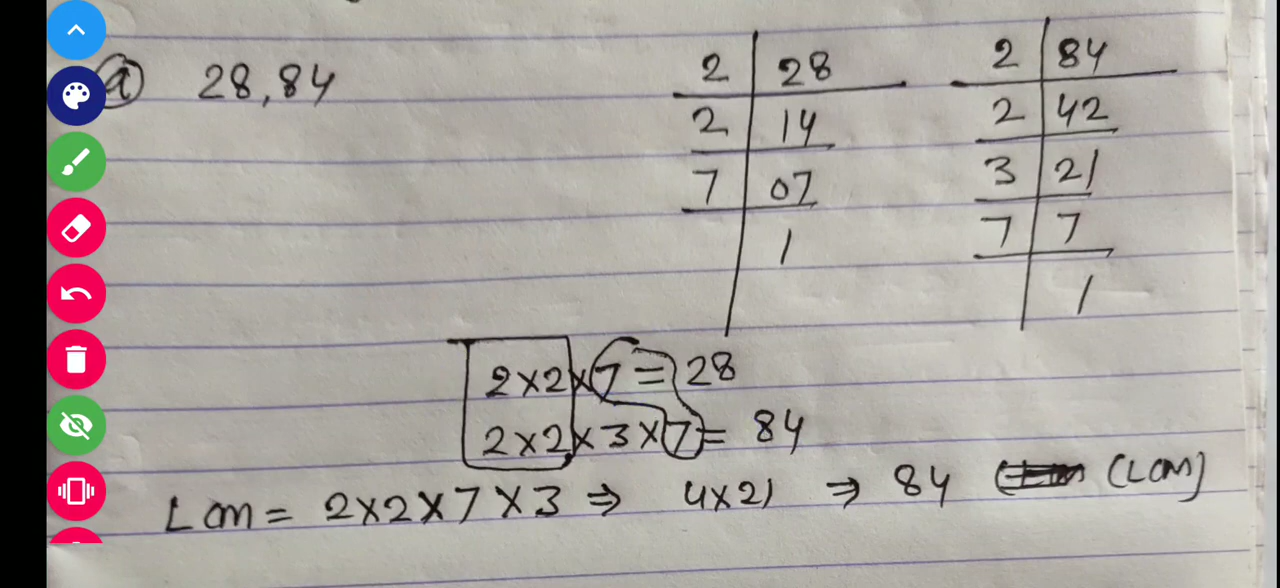 (a) 28,84
2 | 28
2 | 14
7 | 07
1
2 | 84
2 | 42
3 | 21
7 | 7
1
2×2×7 = 28
2×2×3×7 = 84
Lcm = 2×2×7×3 ⇒ 4×21 ⇒ 84 (LCM)